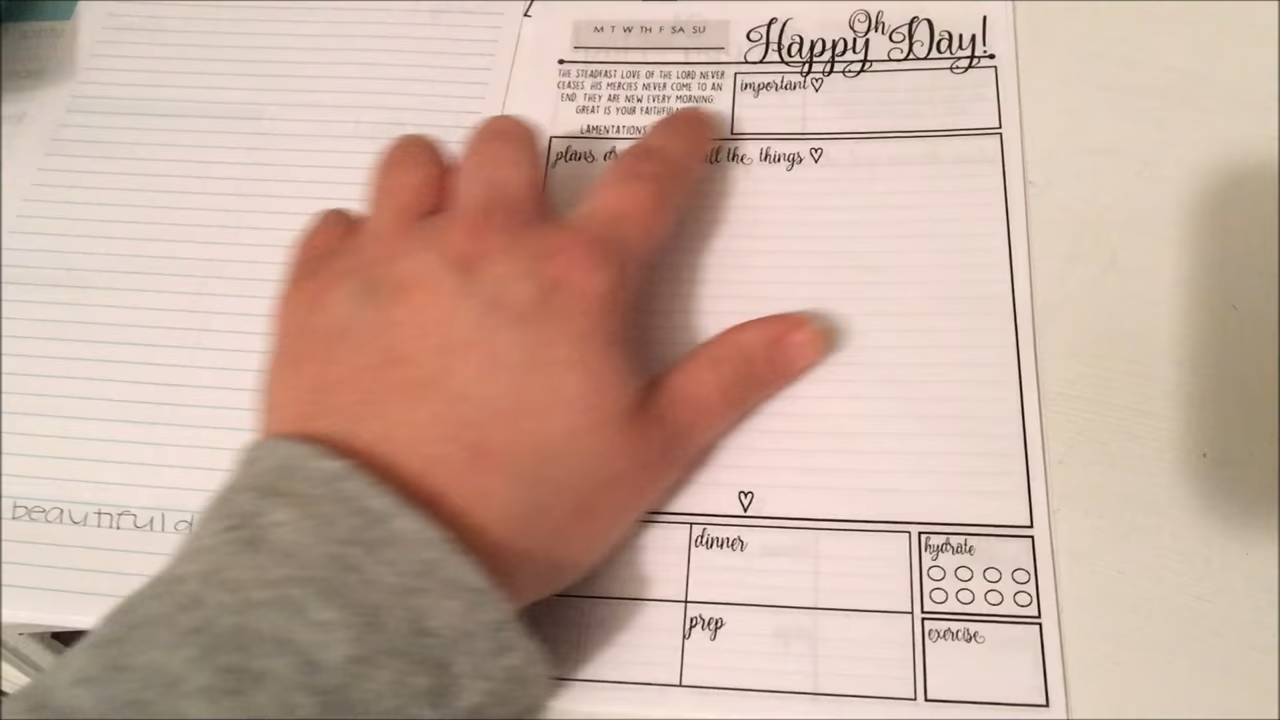 M T W TH F SA SU
Oh
Happy Day!
THE STEADFAST LOVE OF THE LORD NEVER
CEASES. HIS MERCIES NEVER COME TO AN
END. THEY ARE NEW EVERY MORNING;
GREAT IS YOUR
LAMENTATIONS
important
plans, all the things
dinner
hydrate
prep
exercise
beautiful